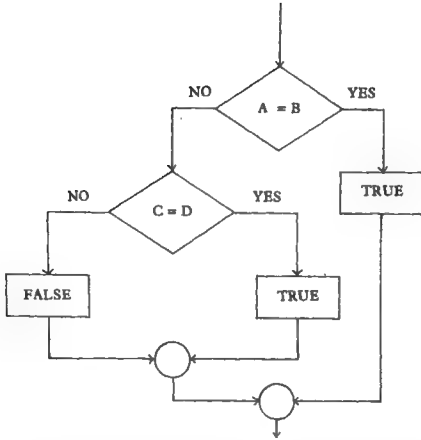 NO
YES
A = B
TRUE
NO
YES
C = D
FALSE
TRUE